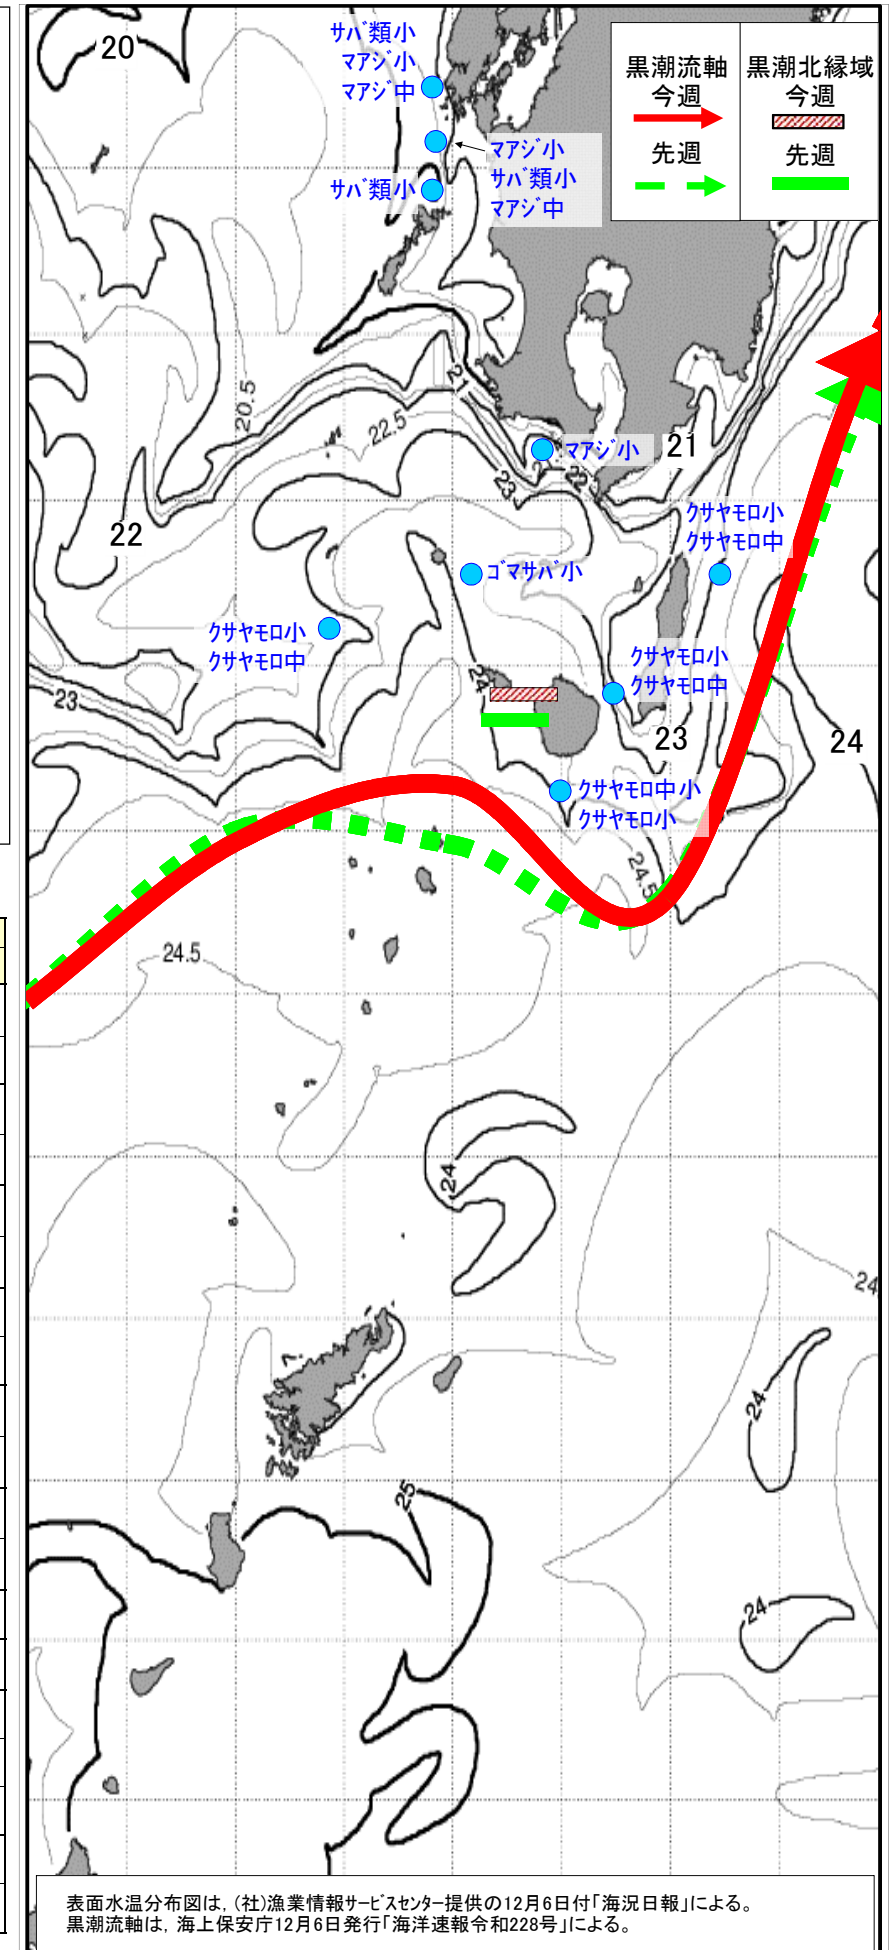 20
サバ類小
マアジ小
マアジ中
マアジ小
サバ類小
マアジ中
サバ類小
黒潮流軸
今週
先週
黒潮北縁域
今週
先週
20.5
21
22.5
マアジ小
21
22
23
22
クサヤモロ小
クサヤモロ中
ゴマサバ小
クサヤモロ小
クサヤモロ中
クサヤモロ小
クサヤモロ中
24
23
23
24
クサヤモロ中小
クサヤモロ小
24.5
24.5
24
24
24
25
24
表面水温分布図は，(社)漁業情報サービスセンター提供の12月6日付「海況日報」による。
黒潮流軸は，海上保安庁12月6日発行「海洋速報令和228号」による。